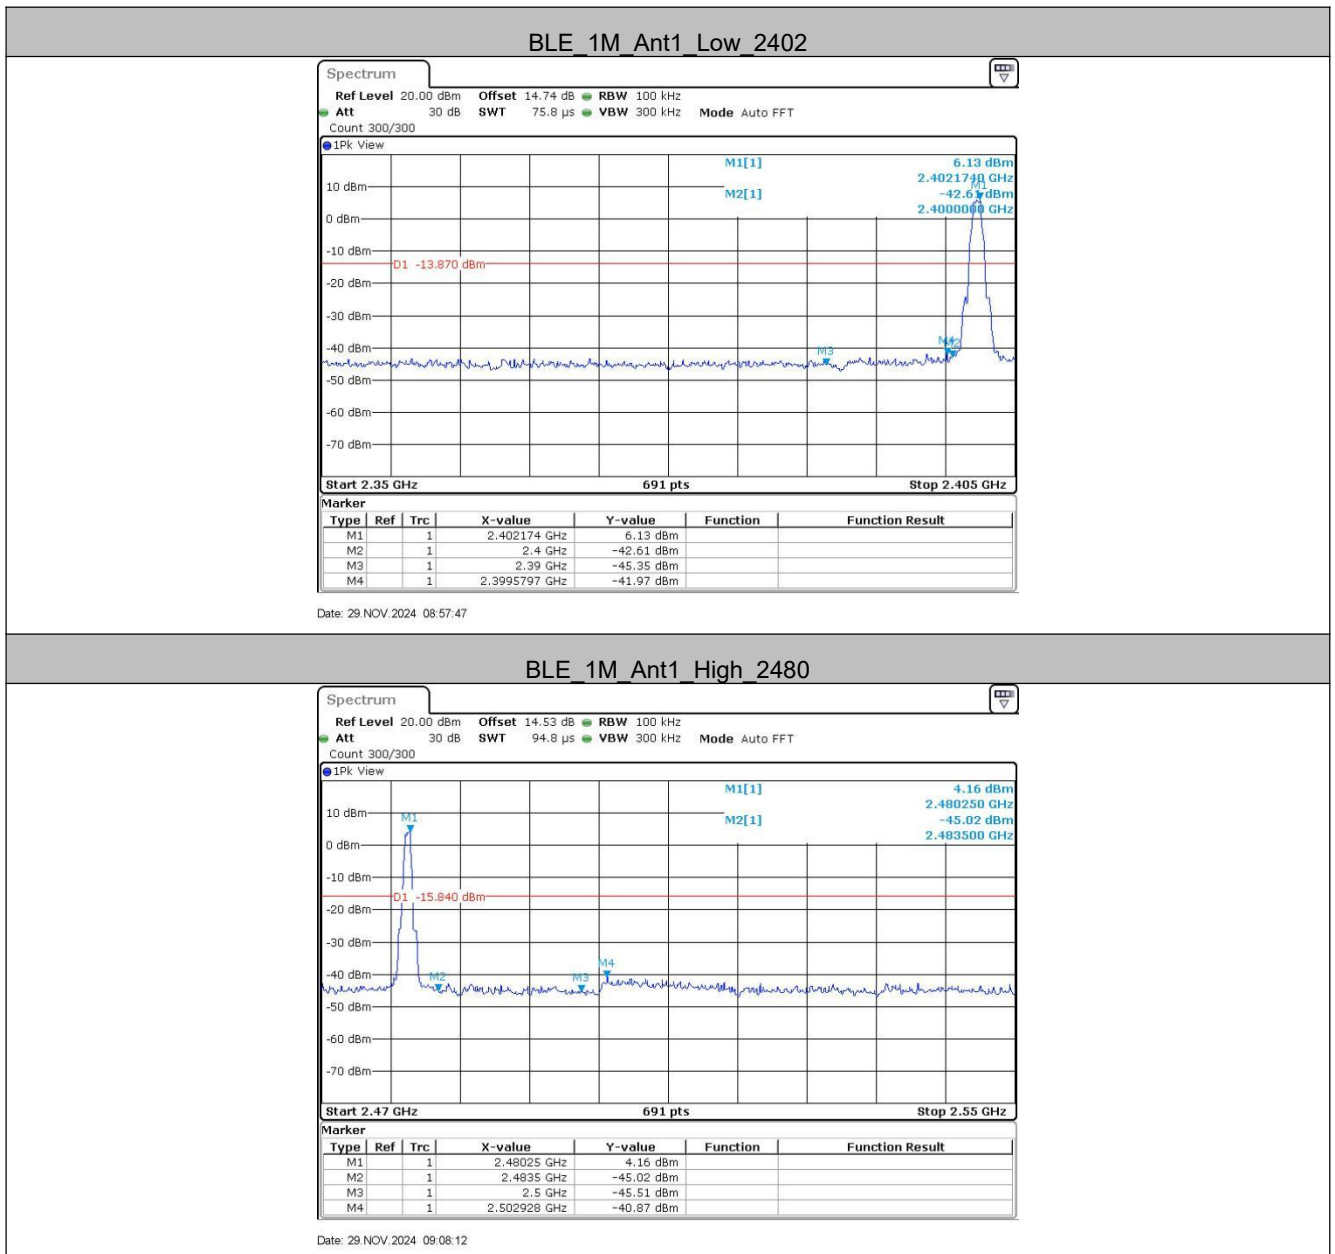 BLE_1M_Ant1_Low_2402
Spectrum
Ref Level 20.00 dBm Offset 14.74 dB RBW 100 kHz
Att 30 dB SWT 75.8 µs VBW 300 kHz Mode Auto FFT
Count 300/300
1Pk View
M1[1] 6.13 dBm
2.4021740 GHz
M1
10 dBm
M2[1] -42.61 dBm
2.4000000 GHz
0 dBm
-10 dBm
D1 -13.870 dBm
-20 dBm
-30 dBm
-40 dBm
M3 M4 M2
-50 dBm
-60 dBm
-70 dBm
Start 2.35 GHz 691 pts Stop 2.405 GHz
Marker
Type Ref Trc X-value Y-value Function Function Result
M1 1 2.402174 GHz 6.13 dBm
M2 1 2.4 GHz -42.61 dBm
M3 1 2.39 GHz -45.35 dBm
M4 1 2.3995797 GHz -41.97 dBm
Date: 29.NOV.2024 08:57:47
BLE_1M_Ant1_High_2480
Spectrum
Ref Level 20.00 dBm Offset 14.53 dB RBW 100 kHz
Att 30 dB SWT 94.8 µs VBW 300 kHz Mode Auto FFT
Count 300/300
1Pk View
M1[1] 4.16 dBm
2.480250 GHz
10 dBm
M1
M2[1] -45.02 dBm
2.483500 GHz
0 dBm
-10 dBm
D1 -15.840 dBm
-20 dBm
-30 dBm
M4
-40 dBm
M2 M3
-50 dBm
-60 dBm
-70 dBm
Start 2.47 GHz 691 pts Stop 2.55 GHz
Marker
Type Ref Trc X-value Y-value Function Function Result
M1 1 2.48025 GHz 4.16 dBm
M2 1 2.4835 GHz -45.02 dBm
M3 1 2.5 GHz -45.51 dBm
M4 1 2.502928 GHz -40.87 dBm
Date: 29.NOV.2024 09:08:12